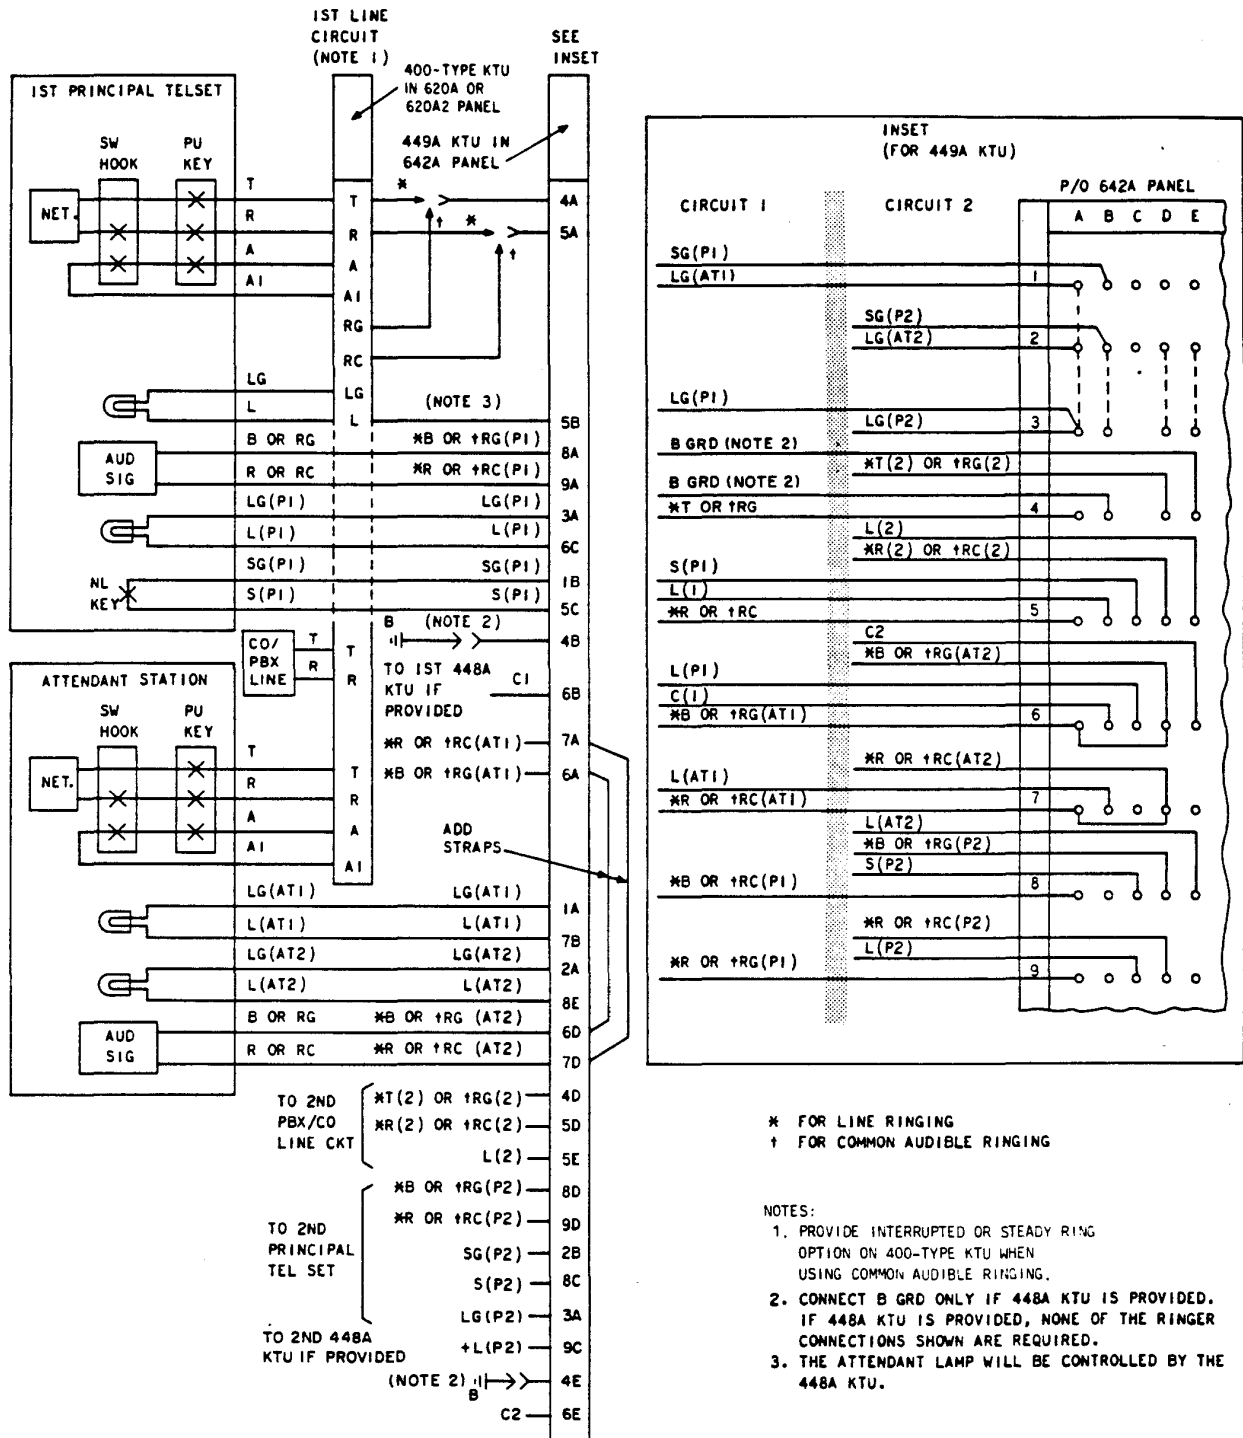 1ST LINE
CIRCUIT
(NOTE 1)
SEE
INSET
400-TYPE KTU
IN 620A OR
620A2 PANEL
449A KTU IN
642A PANEL
1ST PRINCIPAL TELSET
SW
HOOK
PU
KEY
NET.
T
R
A
A1
T
R
A
A1
RG
RC
LG
L
*
†
*
†
4A
5A
LG
L
(NOTE 3)
5B
AUD
SIG
B OR RG
*B OR †RG(P1)
8A
R OR RC
*R OR †RC(P1)
9A
LG(P1)
LG(P1)
3A
L(P1)
L(P1)
6C
SG(P1)
SG(P1)
1B
NL
KEY
S(P1)
S(P1)
5C
B
(NOTE 2)
4B
CO/
PBX
LINE
T
R
T
R
TO 1ST 448A
KTU IF
PROVIDED
C1
6B
ATTENDANT STATION
SW
HOOK
PU
KEY
NET.
T
R
A
A1
T
R
A
A1
*R OR †RC(AT1)
7A
*B OR †RG(AT1)
6A
ADD
STRAPS
LG(AT1)
LG(AT1)
1A
L(AT1)
L(AT1)
7B
LG(AT2)
LG(AT2)
2A
L(AT2)
L(AT2)
8E
AUD
SIG
B OR RG
*B OR †RG (AT2)
6D
R OR RC
*R OR †RC (AT2)
7D
TO 2ND
PBX/CO
LINE CKT
*T(2) OR †RG(2)
4D
*R(2) OR †RC(2)
5D
L(2)
5E
TO 2ND
PRINCIPAL
TEL SET
*B OR †RG(P2)
8D
*R OR †RC(P2)
9D
SG(P2)
2B
S(P2)
8C
LG(P2)
3A
TO 2ND 448A
KTU IF PROVIDED
+L(P2)
9C
(NOTE 2)
B
4E
C2
6E
INSET
(FOR 449A KTU)
P/O 642A PANEL
CIRCUIT 1
CIRCUIT 2
A B C D E
SG(P1)
LG(AT1)
1
SG(P2)
LG(AT2)
2
LG(P1)
LG(P2)
3
B GRD (NOTE 2)
*T(2) OR †RG(2)
B GRD (NOTE 2)
*T OR †RG
4
L(2)
*R(2) OR †RC(2)
S(P1)
L(1)
*R OR †RC
5
C2
*B OR †RG(AT2)
L(P1)
C(1)
*B OR †RG(AT1)
6
*R OR †RC(AT2)
L(AT1)
*R OR †RC(AT1)
7
L(AT2)
*B OR †RG(P2)
S(P2)
*B OR †RC(P1)
8
*R OR †RC(P2)
L(P2)
*R OR †RG(P1)
9
* FOR LINE RINGING
† FOR COMMON AUDIBLE RINGING
NOTES:
1. PROVIDE INTERRUPTED OR STEADY RING
OPTION ON 400-TYPE KTU WHEN
USING COMMON AUDIBLE RINGING.
2. CONNECT B GRD ONLY IF 448A KTU IS PROVIDED.
IF 448A KTU IS PROVIDED, NONE OF THE RINGER
CONNECTIONS SHOWN ARE REQUIRED.
3. THE ATTENDANT LAMP WILL BE CONTROLLED BY THE
448A KTU.